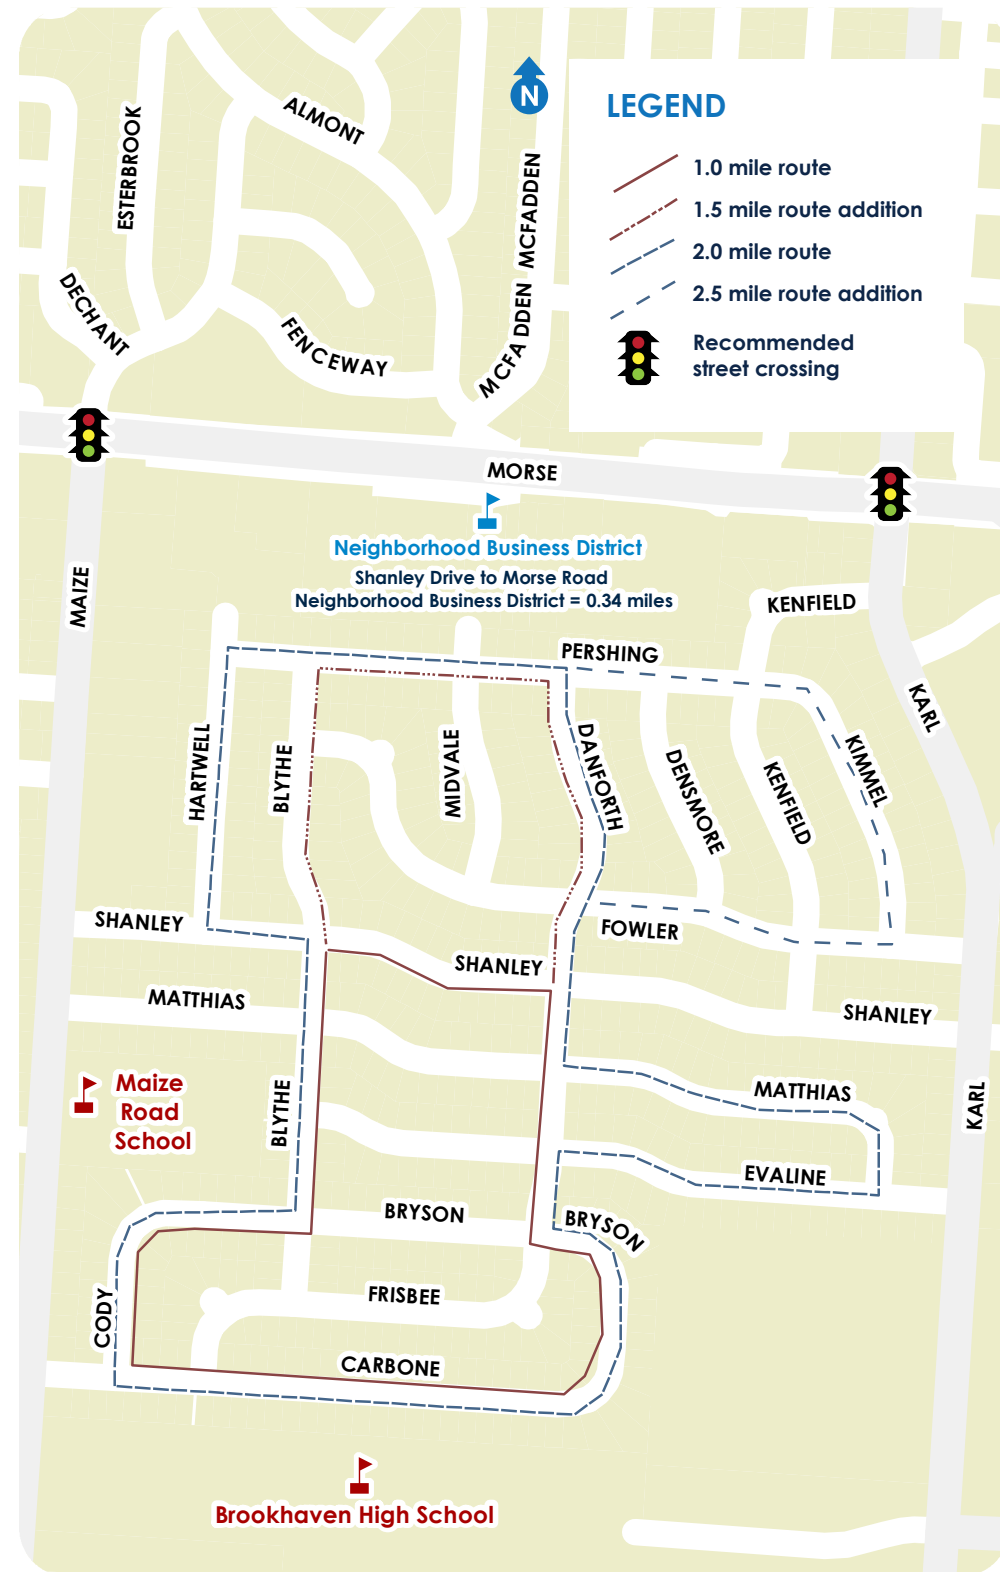 N
LEGEND
1.0 mile route
1.5 mile route addition
2.0 mile route
2.5 mile route addition
Recommended
street crossing
ALMONT
ESTERBROOK
MCFADDEN
DECHANT
FENCEWAY
MCFADDEN
MORSE
Neighborhood Business District
Shanley Drive to Morse Road
Neighborhood Business District = 0.34 miles
MAIZE
KENFIELD
PERSHING
KARL
HARTWELL
BLYTHE
MIDVALE
DANFORTH
DENSMORE
KENFIELD
KIMMEL
SHANLEY
FOWLER
SHANLEY
MATTHIAS
SHANLEY
Maize
Road
School
BLYTHE
MATTHIAS
KARL
EVALINE
BRYSON
BRYSON
CODY
FRISBEE
CARBONE
Brookhaven High School